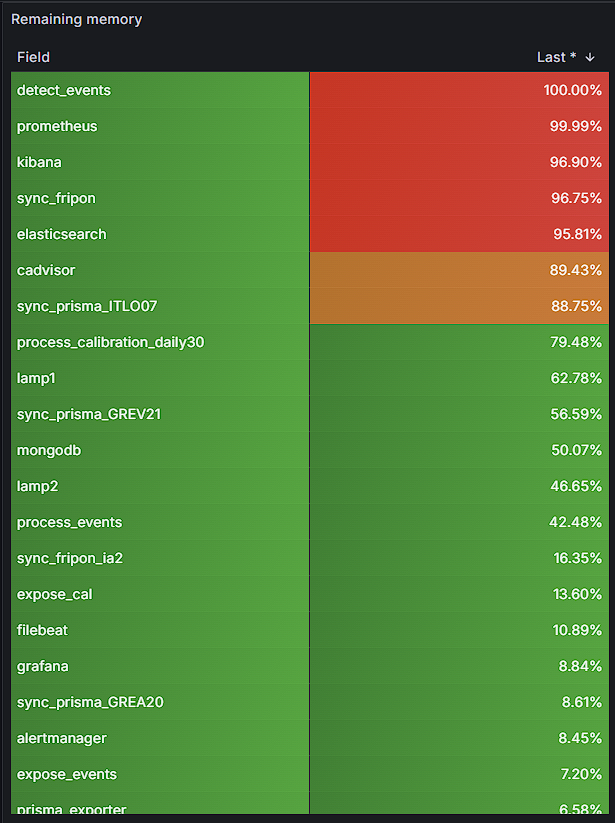 Remaining memory
Field Last * ↓
detect_events 100.00%
prometheus 99.99%
kibana 96.90%
sync_fripon 96.75%
elasticsearch 95.81%
cadvisor 89.43%
sync_prisma_ITLO07 88.75%
process_calibration_daily30 79.48%
lamp1 62.78%
sync_prisma_GREV21 56.59%
mongodb 50.07%
lamp2 46.65%
process_events 42.48%
sync_fripon_ia2 16.35%
expose_cal 13.60%
filebeat 10.89%
grafana 8.84%
sync_prisma_GREA20 8.61%
alertmanager 8.45%
expose_events 7.20%
prisma_exporter 6.58%